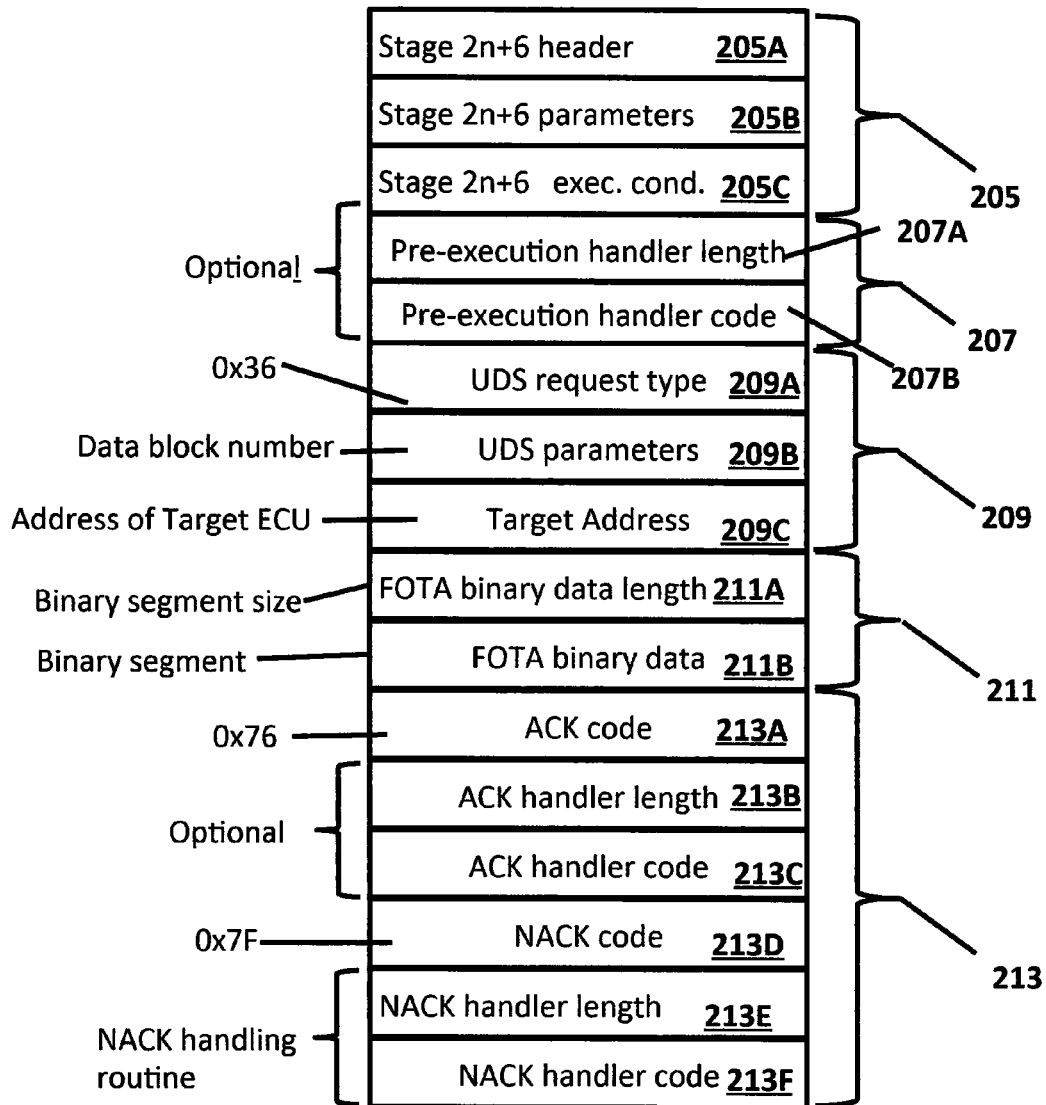 Stage 2n+6 header 205A
Stage 2n+6 parameters 205B
Stage 2n+6 exec. cond. 205C
205
Optional
Pre-execution handler length
207A
Pre-execution handler code
207B
207
0x36
UDS request type 209A
Data block number
UDS parameters 209B
Address of Target ECU
Target Address 209C
209
Binary segment size
FOTA binary data length 211A
Binary segment
FOTA binary data 211B
211
0x76
ACK code 213A
Optional
ACK handler length 213B
ACK handler code 213C
0x7F
NACK code 213D
213
NACK handling
routine
NACK handler length 213E
NACK handler code 213F